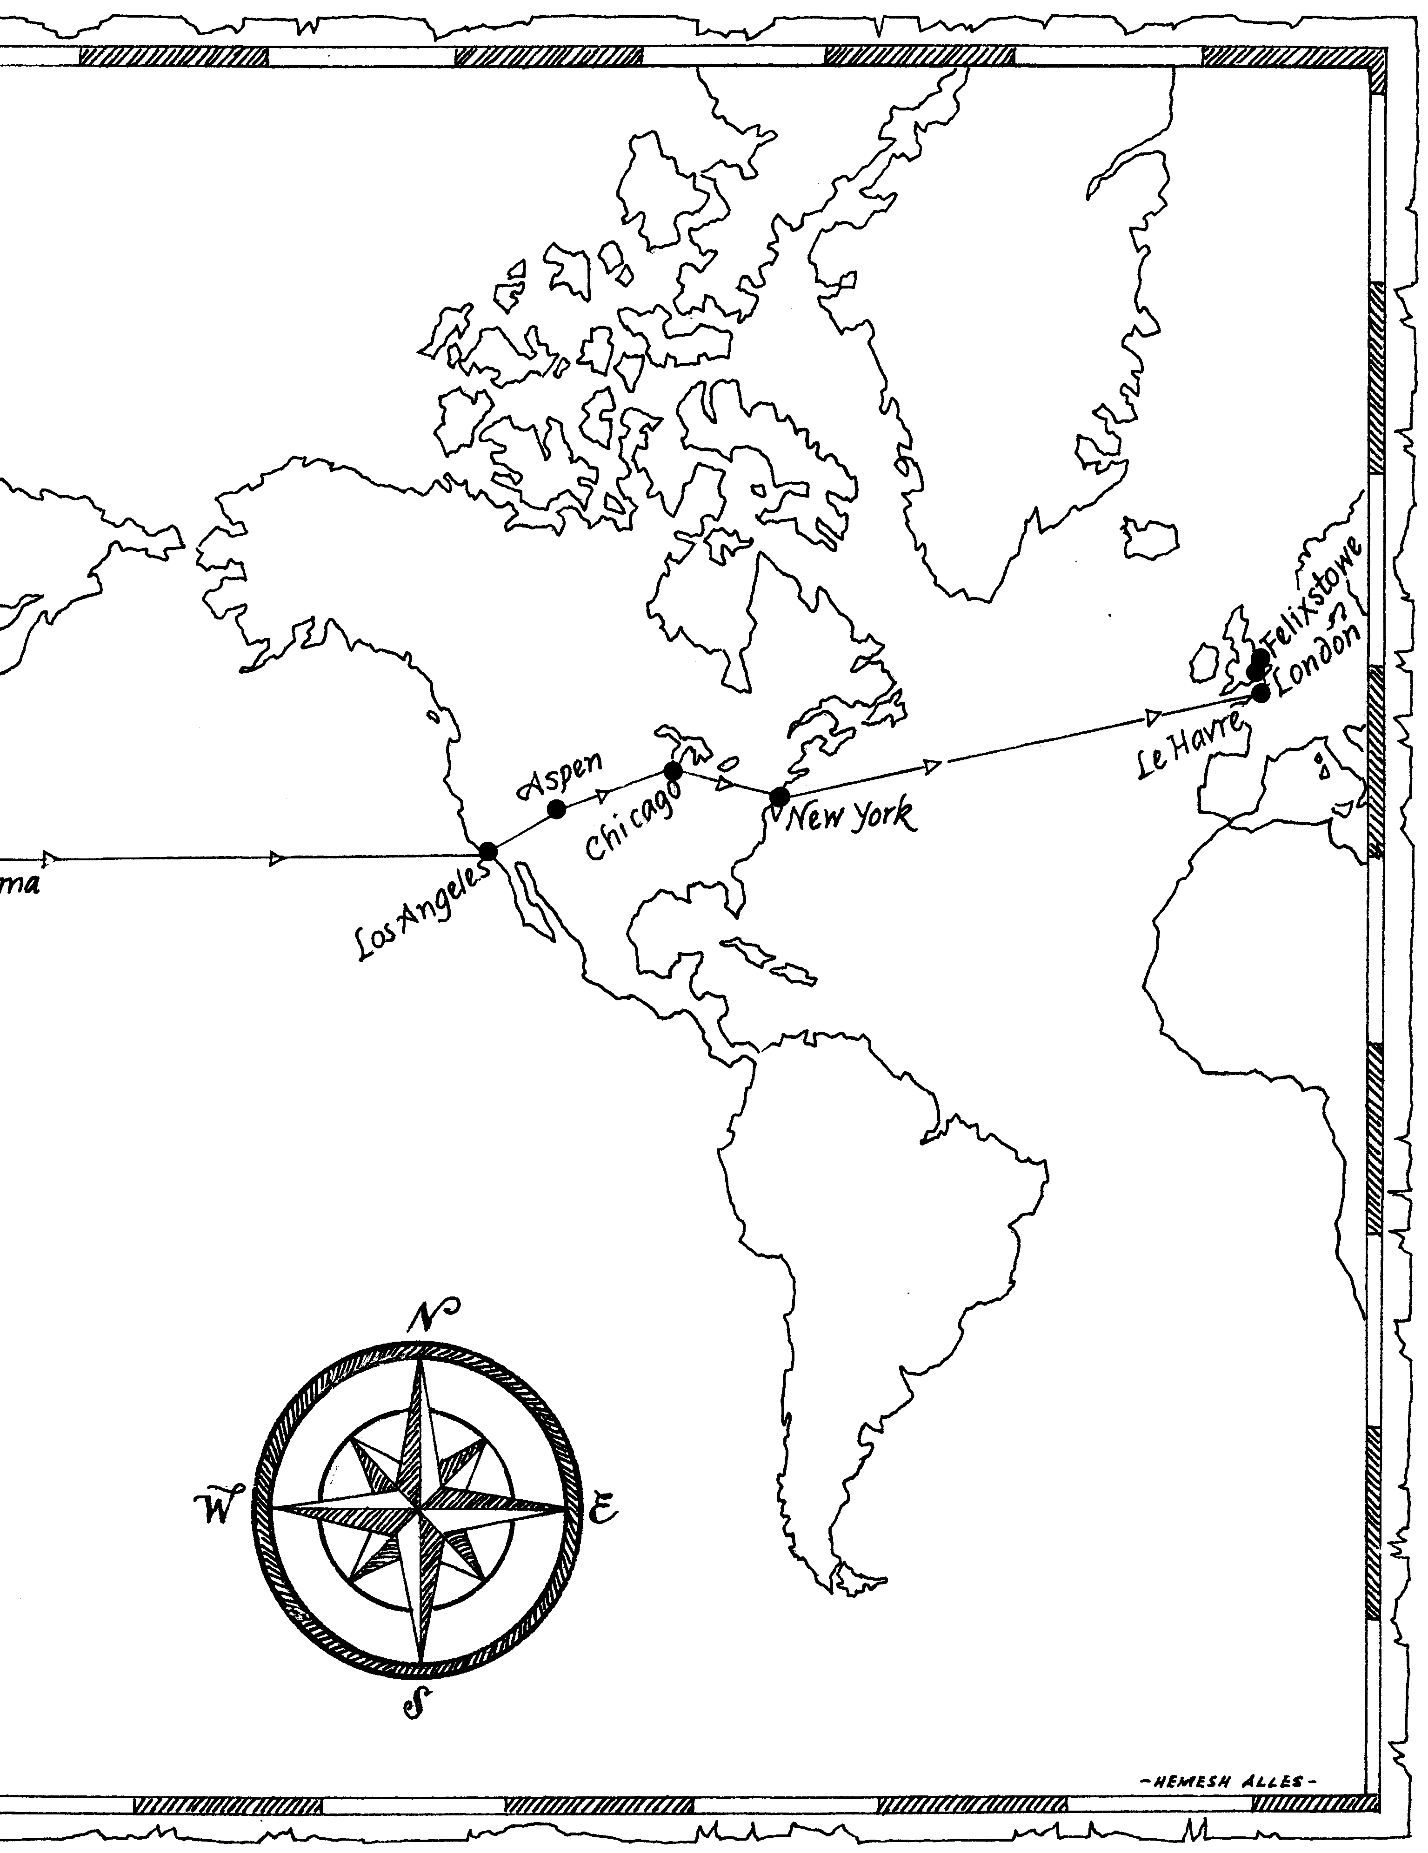 Felixstowe
London
Le Havre
Aspen
Chicago
New York
ma
Los Angeles
N
W
E
S
-HEMESH ALLES-